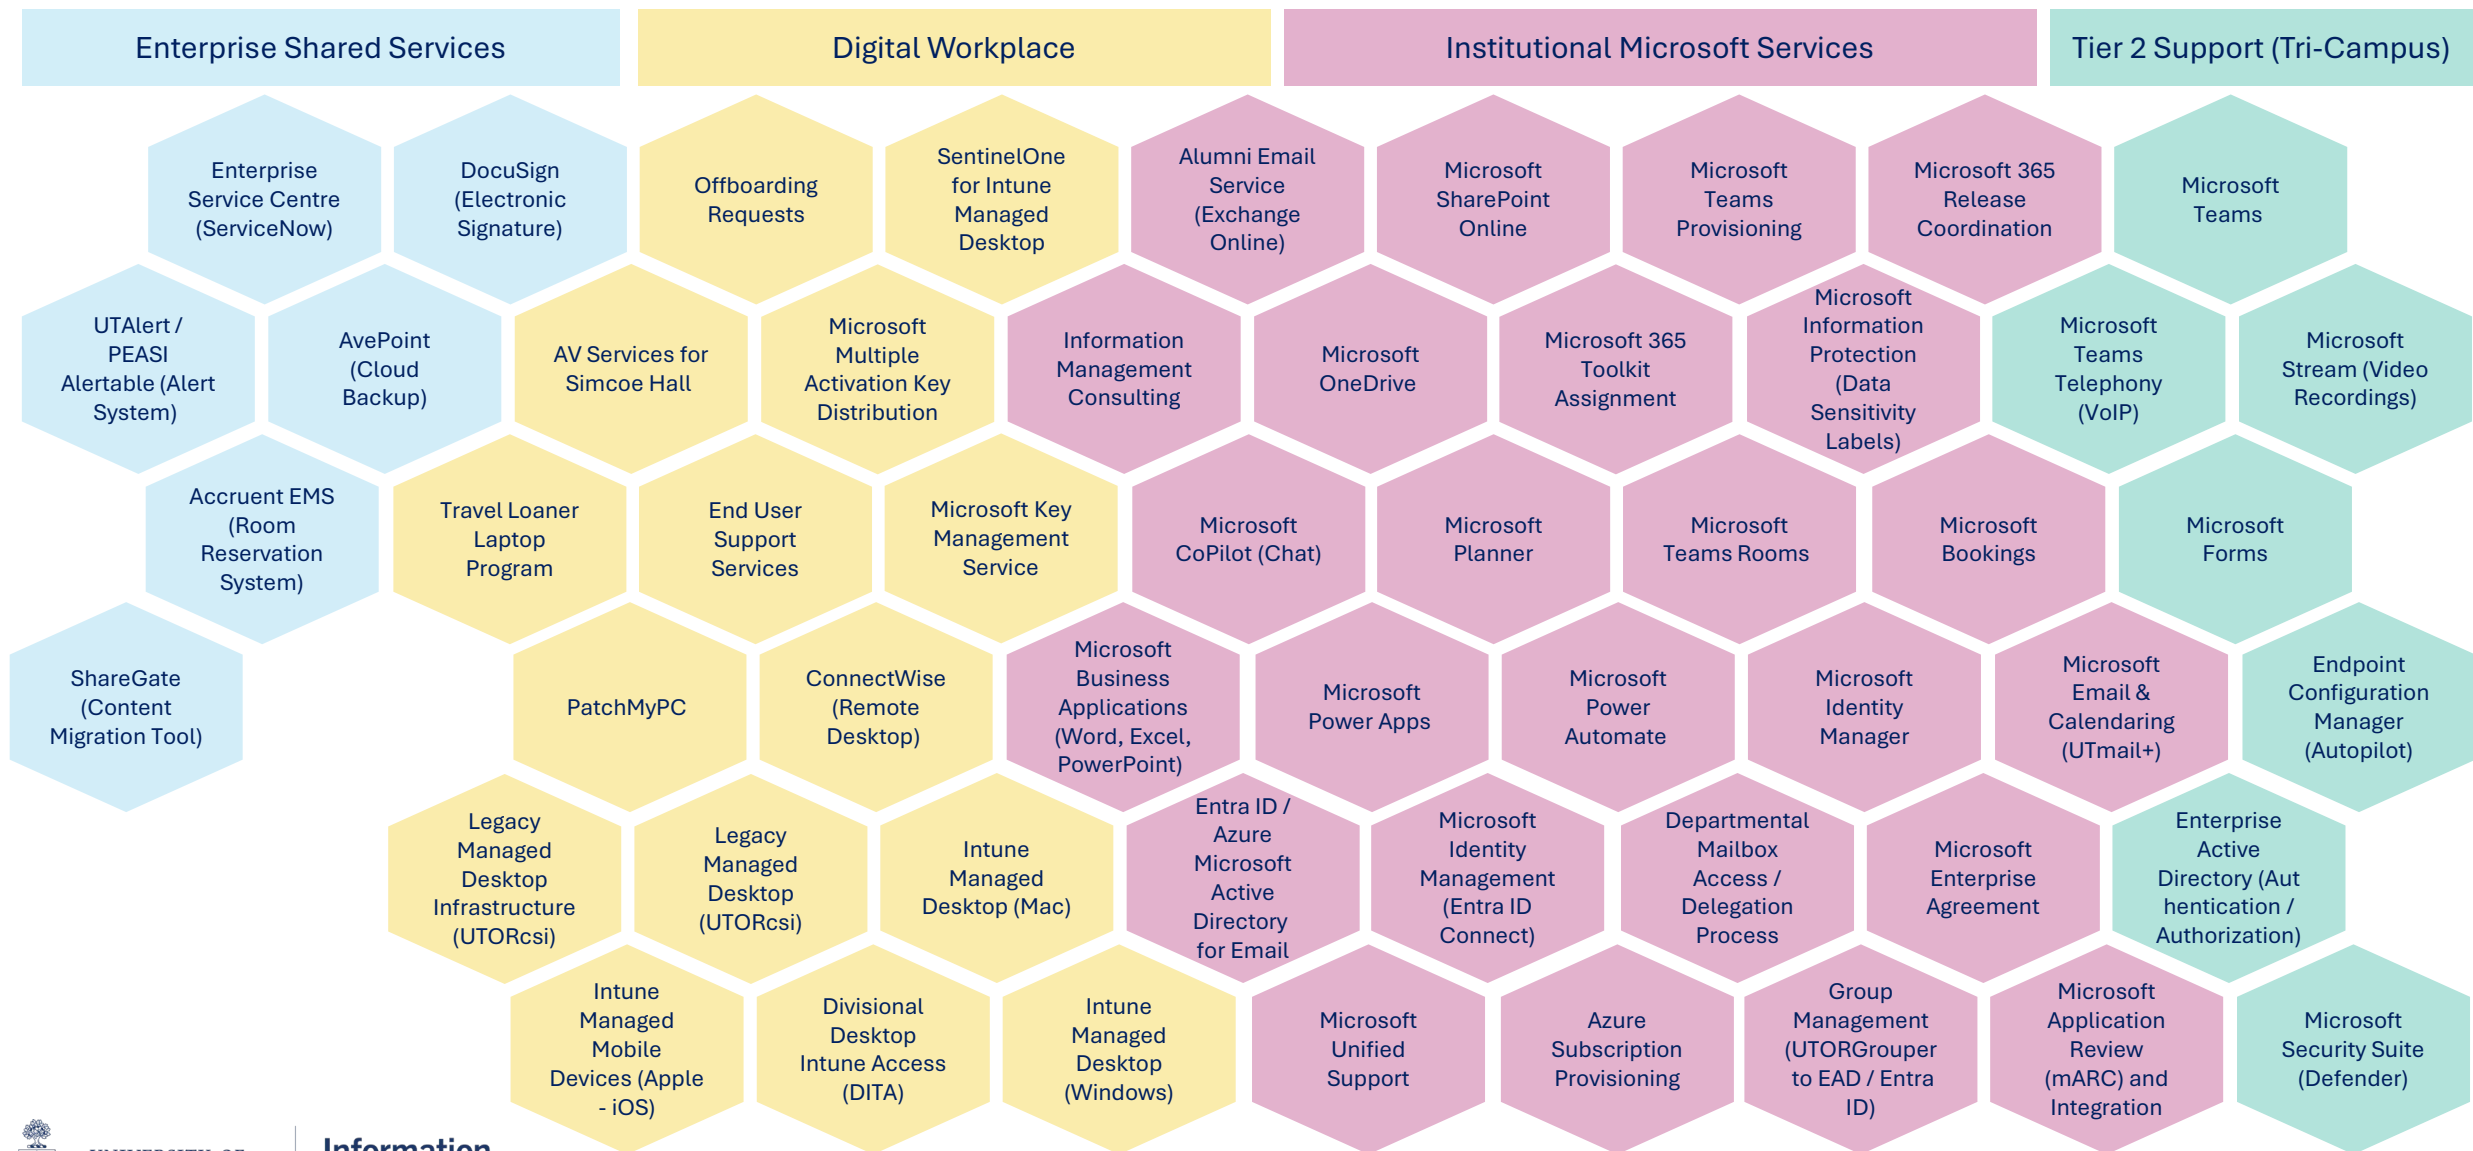 Enterprise Shared Services
Digital Workplace
Institutional Microsoft Services
Tier 2 Support (Tri-Campus)
Enterprise
Service Centre
(ServiceNow)
DocuSign
(Electronic
Signature)
Offboarding
Requests
SentinelOne
for Intune
Managed
Desktop
Alumni Email
Service
(Exchange
Online)
Microsoft
SharePoint
Online
Microsoft
Teams
Provisioning
Microsoft 365
Release
Coordination
Microsoft
Teams
UTAlert /
PEASI
Alertable (Alert
System)
AvePoint
(Cloud
Backup)
AV Services for
Simcoe Hall
Microsoft
Multiple
Activation Key
Distribution
Information
Management
Consulting
Microsoft
OneDrive
Microsoft 365
Toolkit
Assignment
Microsoft
Information
Protection
(Data
Sensitivity
Labels)
Microsoft
Teams
Telephony
(VoIP)
Microsoft
Stream (Video
Recordings)
Accruent EMS
(Room
Reservation
System)
Travel Loaner
Laptop
Program
End User
Support
Services
Microsoft Key
Management
Service
Microsoft
CoPilot (Chat)
Microsoft
Planner
Microsoft
Teams Rooms
Microsoft
Bookings
Microsoft
Forms
ShareGate
(Content
Migration Tool)
PatchMyPC
ConnectWise
(Remote
Desktop)
Microsoft
Business
Applications
(Word, Excel,
PowerPoint)
Microsoft
Power Apps
Microsoft
Power
Automate
Microsoft
Identity
Manager
Microsoft
Email &
Calendaring
(UTmail+)
Endpoint
Configuration
Manager
(Autopilot)
Legacy
Managed
Desktop
Infrastructure
(UTORcsi)
Legacy
Managed
Desktop
(UTORcsi)
Intune
Managed
Desktop (Mac)
Entra ID /
Azure
Microsoft
Active
Directory
for Email
Microsoft
Identity
Management
(Entra ID
Connect)
Departmental
Mailbox
Access /
Delegation
Process
Microsoft
Enterprise
Agreement
Enterprise
Active
Directory (Aut
hentication /
Authorization)
Intune
Managed
Mobile
Devices (Apple
- iOS)
Divisional
Desktop
Intune Access
(DITA)
Intune
Managed
Desktop
(Windows)
Microsoft
Unified
Support
Azure
Subscription
Provisioning
Group
Management
(UTORGrouper
to EAD / Entra
ID)
Microsoft
Application
Review
(mARC) and
Integration
Microsoft
Security Suite
(Defender)
UNIVERSITY OF
Information